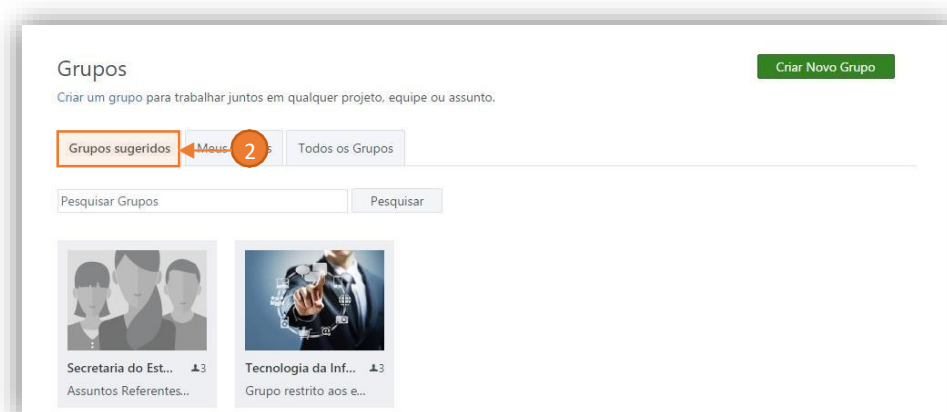 Grupos
Criar Novo Grupo
Criar um grupo para trabalhar juntos em qualquer projeto, equipe ou assunto.
Grupos sugeridos 2 Todos os Grupos
Pesquisar Grupos Pesquisar
Secretaria do Est... 3 Tecnologia da Inf... 3
Assuntos Referentes... Grupo restrito aos e...